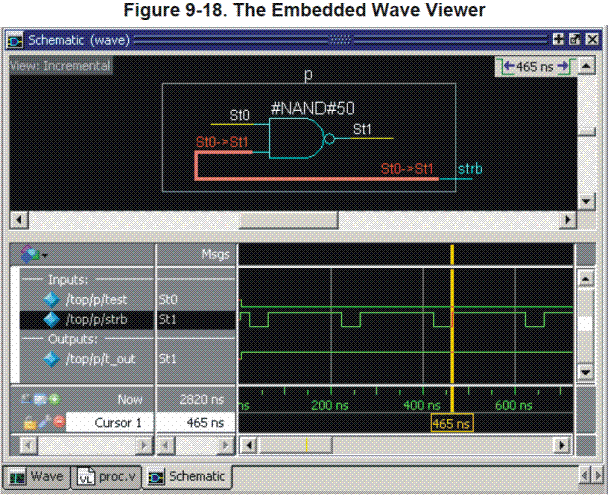 Figure 9-18. The Embedded Wave Viewer
Schematic (wave)
View: Incremental
465 ns
p
#NAND#50
St0
St1
St0->St1
St0->St1
strb
Msgs
Inputs:
/top/p/test St0
/top/p/strb St1
Outputs:
/top/p/t_out St1
Now 2820 ns
ns 200 ns 400 ns 600 ns
Cursor 1 465 ns
465 ns
Wave proc.v Schematic